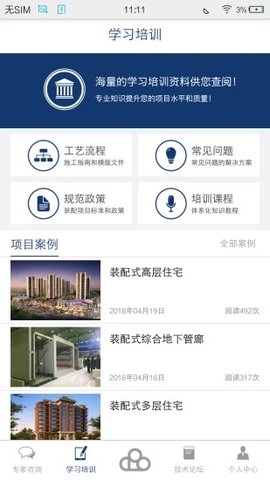 无SIM
11:11
3%
学习培训
海量的学习培训资料供您查阅！
专业知识提升您的项目水平和质量！
工艺流程
施工指南和模版文件
常见问题
常见问题的解决方案
规范政策
装配项目标准和政策
培训课程
体系化知识教程
项目案例
全部案例
装配式高层住宅
2018年04月19日
阅读492次
装配式综合地下管廊
2018年04月16日
阅读317次
装配式多层住宅
专家咨询
学习培训
技术论坛
个人中心